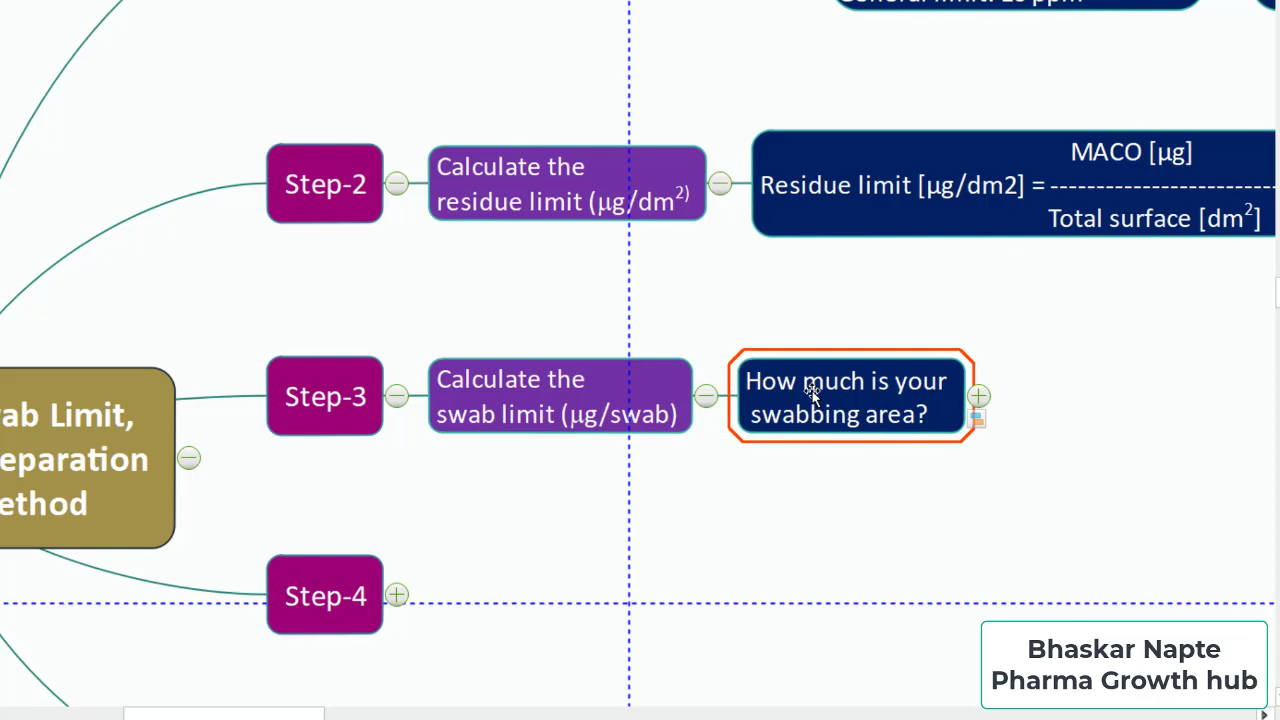 Step-2
Calculate the
residue limit (µg/dm²⁾
MACO [µg]
Residue limit [µg/dm2] = -------------------------
Total surface [dm²]
Step-3
Calculate the
swab limit (µg/swab)
How much is your
swabbing area?
Limit,
ethod
Step-4
Bhaskar Napte
Pharma Growth hub